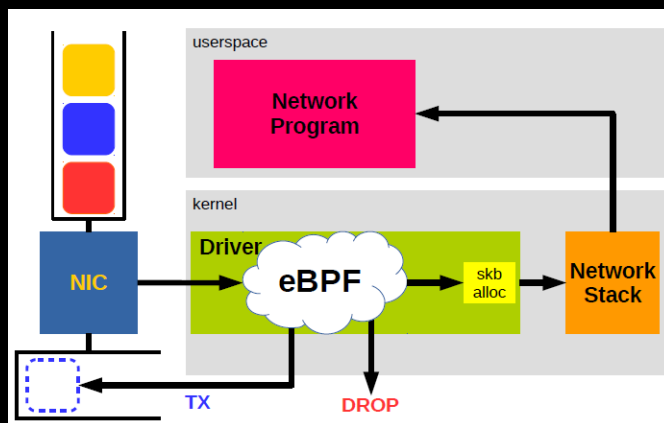 userspace
Network
Program
kernel
Driver
NIC
eBPF
skb
alloc
Network
Stack
TX
DROP